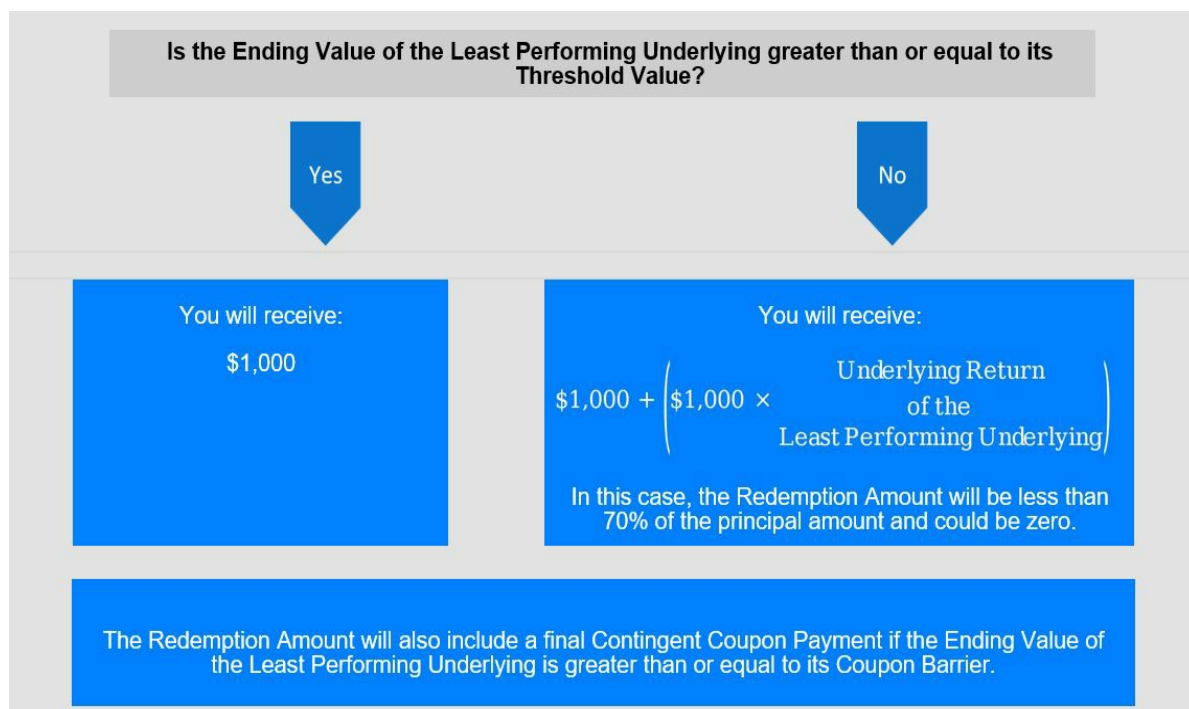 Is the Ending Value of the Least Performing Underlying greater than or equal to its
Threshold Value?
Yes
No
You will receive:
$1,000
You will receive:
$1,000 + ($1,000 × Underlying Return
of the
Least Performing Underlying)
In this case, the Redemption Amount will be less than
70% of the principal amount and could be zero.
The Redemption Amount will also include a final Contingent Coupon Payment if the Ending Value of
the Least Performing Underlying is greater than or equal to its Coupon Barrier.